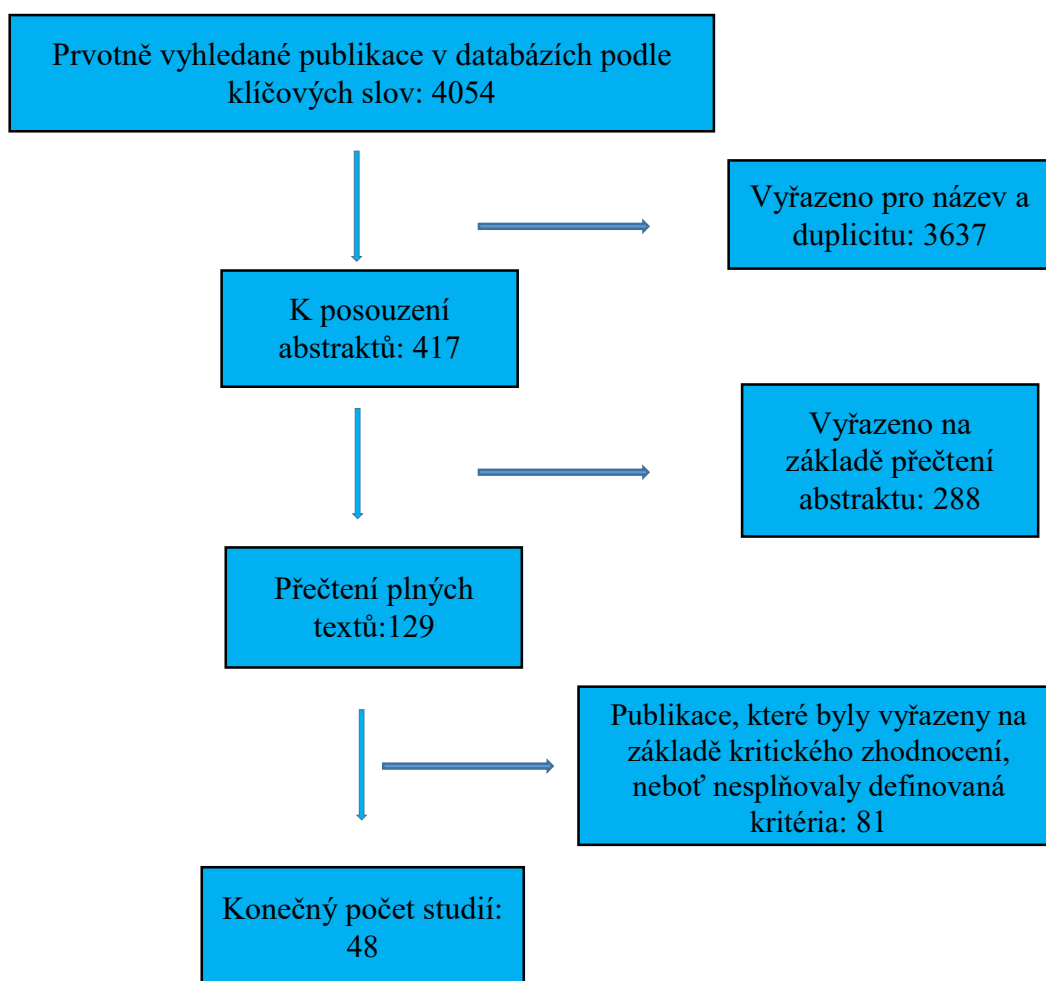 Prvotně vyhledané publikace v databázích podle
klíčových slov: 4054
Vyřazeno pro název a
duplicitu: 3637
K posouzení
abstraktů: 417
Vyřazeno na
základě přečtení
abstraktu: 288
Přečtení plných
textů:129
Publikace, které byly vyřazeny na
základě kritického zhodnocení,
neboť nesplňovaly definovaná
kritéria: 81
Konečný počet studií:
48